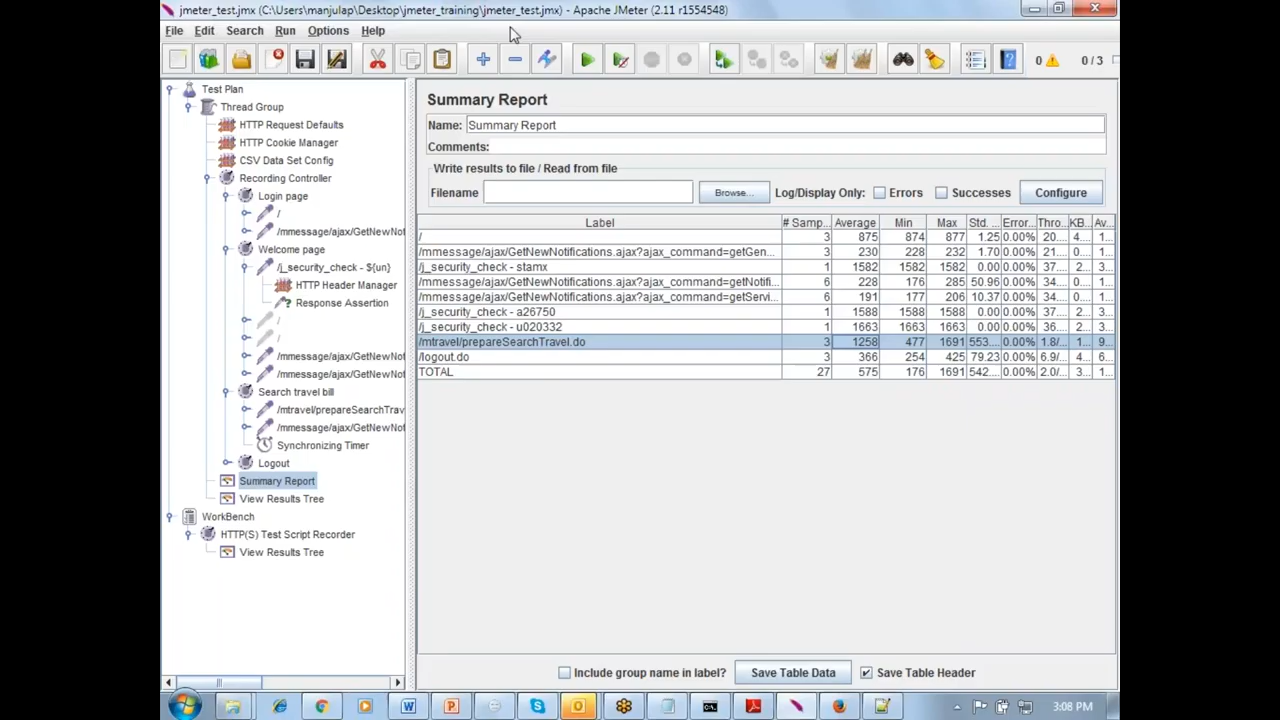 jmeter_test.jmx (C:\Users\manjulap\Desktop\jmeter_training\jmeter_test.jmx) - Apache JMeter (2.11 r1554548)
File Edit Search Run Options Help
0 0 / 3
Test Plan
Thread Group
HTTP Request Defaults
HTTP Cookie Manager
CSV Data Set Config
Recording Controller
Login page
/
/mmessage/ajax/GetNewNot
Welcome page
/j_security_check - ${un}
HTTP Header Manager
Response Assertion
/
/
/mmessage/ajax/GetNewNot
/mmessage/ajax/GetNewNot
Search travel bill
/mtravel/prepareSearchTrav
/mmessage/ajax/GetNewNot
Synchronizing Timer
Logout
Summary Report
View Results Tree
WorkBench
HTTP(S) Test Script Recorder
View Results Tree
Summary Report
Name: Summary Report
Comments:
Write results to file / Read from file
Filename Browse... Log/Display Only: Errors Successes Configure
Label # Samp... Average Min Max Std. ... Error... Thro... KB... Av...
/ 3 875 874 877 1.25 0.00% 20.... 4.... 1...
/mmessage/ajax/GetNewNotifications.ajax?ajax_command=getGen... 3 230 228 232 1.70 0.00% 21.... 0.... 1...
/j_security_check - stamx 1 1582 1582 1582 0.00 0.00% 37.... 2... 3...
/mmessage/ajax/GetNewNotifications.ajax?ajax_command=getNotifi... 6 228 176 285 50.96 0.00% 34.... 0.... 1...
/mmessage/ajax/GetNewNotifications.ajax?ajax_command=getServi... 6 191 177 206 10.37 0.00% 34.... 0.... 1...
/j_security_check - a26750 1 1588 1588 1588 0.00 0.00% 37.... 2... 3...
/j_security_check - u020332 1 1663 1663 1663 0.00 0.00% 36.... 2... 3...
/mtravel/prepareSearchTravel.do 3 1258 477 1691 553.... 0.00% 1.8/... 1... 9...
/logout.do 3 366 254 425 79.23 0.00% 6.9/... 4... 6...
TOTAL 27 575 176 1691 542.... 0.00% 2.0/... 3... 1...
Include group name in label? Save Table Data Save Table Header
3:08 PM